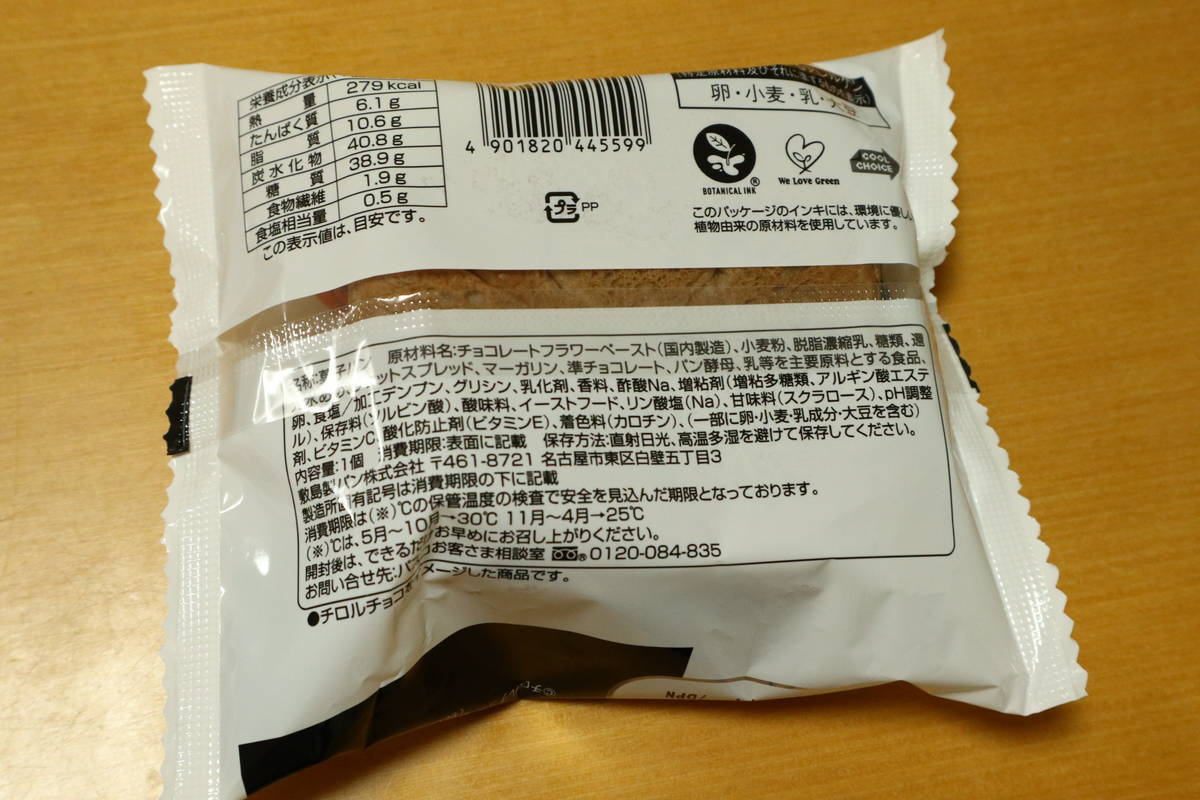 栄養成分表示
熱 量 279kcal
たんぱく質 6.1g
脂 質 10.6g
炭水化物 40.8g
糖 質 38.9g
食物繊維 1.9g
食塩相当量 0.5g
この表示値は、目安です。
4 901820 445599
プラ PP
卵・小麦・乳・大豆
BOTANICAL INK®
We Love Green
COOL CHOICE
このパッケージのインキには、環境に優し
植物由来の原材料を使用しています。
名称:菓子パン 原材料名:チョコレートフラワーペースト(国内製造)、小麦粉、脱脂濃縮乳、糖類、還
元水あめ、 ットスプレッド、マーガリン、準チョコレート、パン酵母、乳等を主要原料とする食品、
卵、食塩/加工デンプン、グリシン、乳化剤、香料、酢酸Na、増粘剤(増粘多糖類、アルギン酸エステ
ル)、保存料(ソルビン酸)、酸味料、イーストフード、リン酸塩(Na)、甘味料(スクラロース)、pH調整
剤、ビタミンC、酸化防止剤(ビタミンE)、着色料(カロチン)、(一部に卵・小麦・乳成分・大豆を含む)
内容量:1個 消費期限:表面に記載 保存方法:直射日光、高温多湿を避けて保存してください。
敷島製パン株式会社 〒461-8721 名古屋市東区白壁五丁目3
製造所固有記号は消費期限の下に記載
消費期限は(※)℃の保管温度の検査で安全を見込んだ期限となっております。
(※)℃は、5月〜10月→30℃ 11月〜4月→25℃
開封後は、できるだ お早めにお召し上がりください。
お問い合せ先:パ コお客さま相談室 0120-084-835
●チロルチョコ メージした商品です。